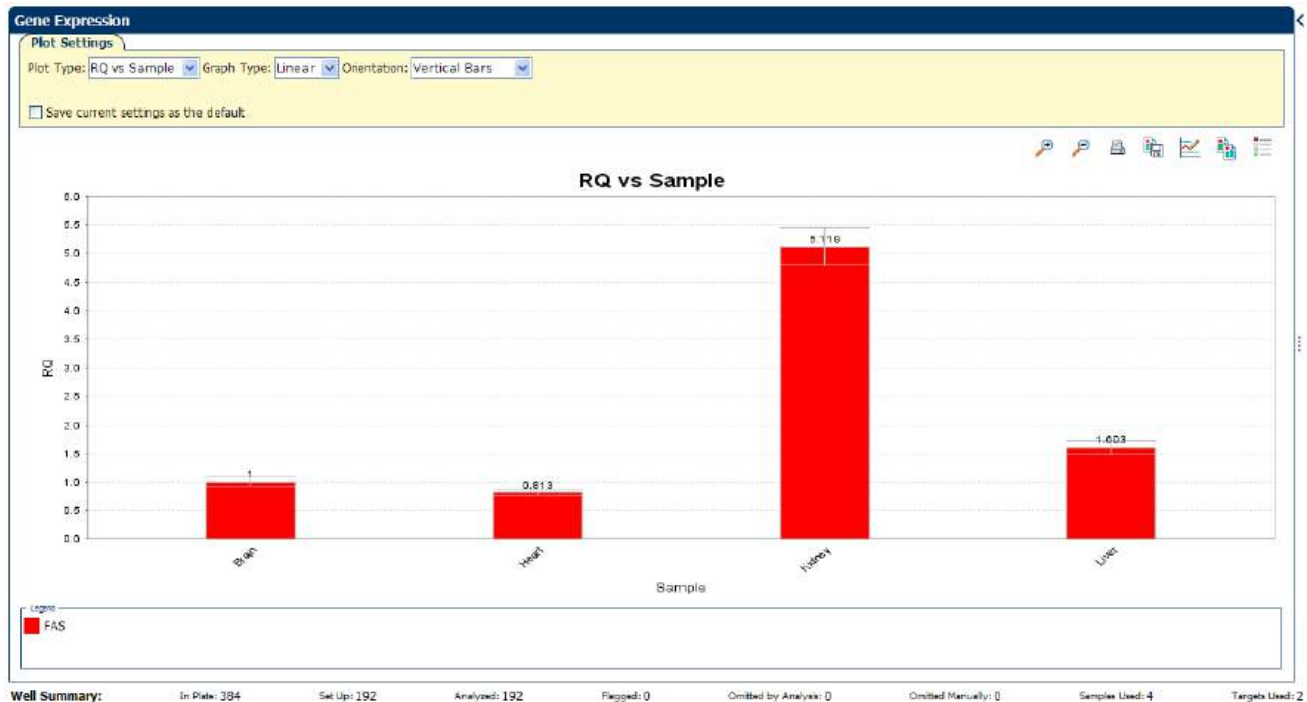 Gene Expression
Plot Settings
Plot Type: RQ vs Sample Graph Type: Linear Orientation: Vertical Bars
Save current settings as the default
RQ vs Sample
6.0
5.5
5.0
4.5
4.0
3.5
3.0
2.5
2.0
1.5
1.0
0.5
0.0
RQ
1
0.813
5.118
1.603
Brain
Heart
Kidney
Liver
Sample
Legend
FAS
Well Summary: In Plate: 384 Set Up: 192 Analyzed: 192 Flagged: 0 Omitted by Analysis: 0 Omitted Manually: 0 Samples Used: 4 Targets Used: 2